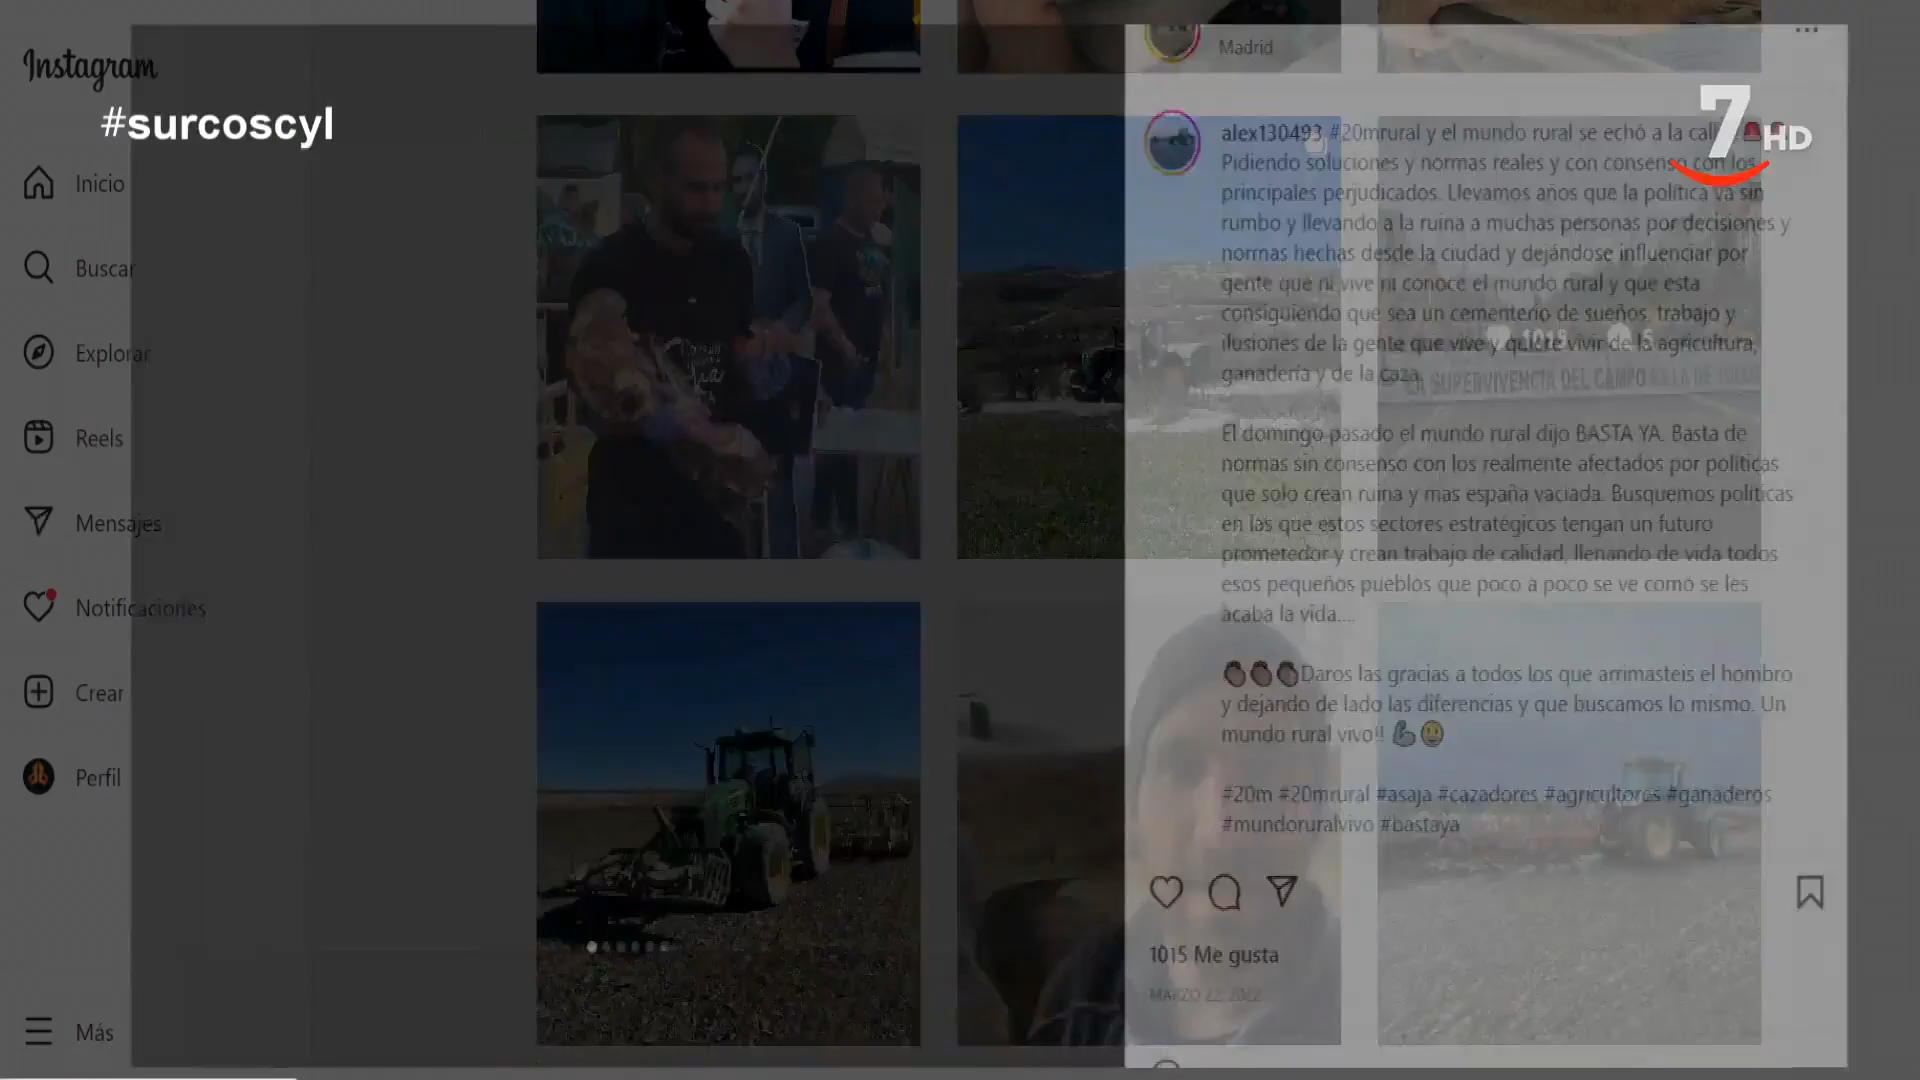 Instagram
#surcoscyl
Inicio
Buscar
Explorar
Reels
Mensajes
Notificaciones
Crear
Perfil
Más
Madrid
7 HD
alex130493 #20mrural y el mundo rural se echó a la
Pidiendo soluciones y normas reales y con consenso con los
principales perjudicados. Llevamos años que la política va sin
rumbo y llevando a la ruina a muchas personas por decisiones y
normas hechas desde la ciudad y dejándose influenciar por
gente que ni vive ni conoce el mundo rural y que esta
consiguiendo que sea un cementerio de sueños, trabajo y
ilusiones de la gente que vive y quiere vivir de la agricultura,
ganadería y de la caza.
1018
SUPERVIVENCIA DEL CAMPO
El domingo pasado el mundo rural dijo BASTA YA. Basta de
normas sin consenso con los realmente afectados por políticas
que solo crean ruina y mas españa vaciada. Busquemos políticas
en las que estos sectores estratégicos tengan un futuro
prometedor y crean trabajo de calidad, llenando de vida todos
esos pequeños pueblos que poco a poco se ve como se les
acaba la vida....
👏🏿👏🏿👏🏿Daros las gracias a todos los que arrimasteis el hombro
y dejando de lado las diferencias y que buscamos lo mismo. Un
mundo rural vivo!! 💪😃
#20m #20mrural #asaja #cazadores #agricultores #ganaderos
#mundoruralvivo #bastaya
1015 Me gusta
MARZO 22, 2022